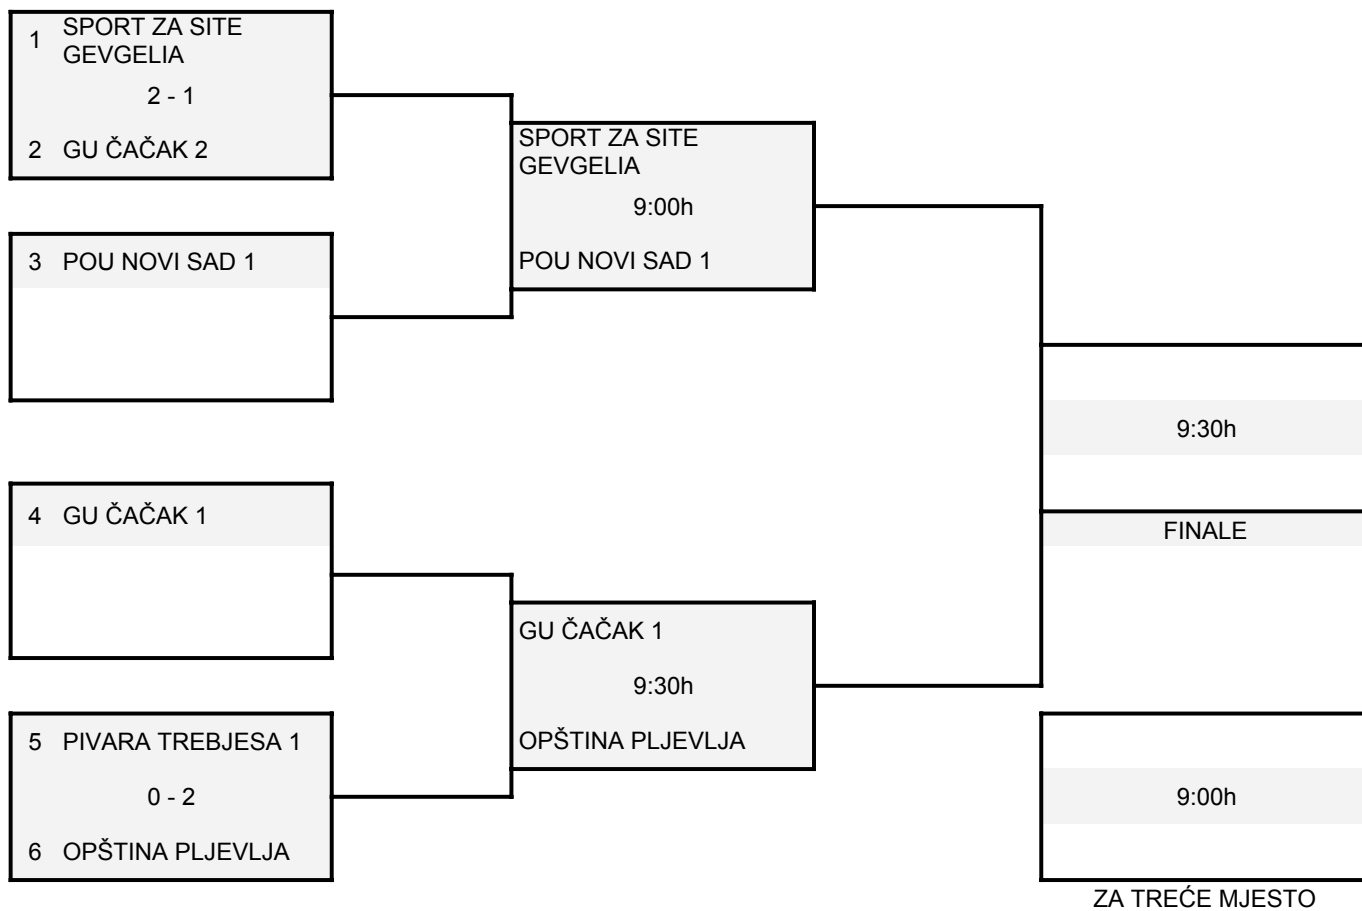 1 SPORT ZA SITE
GEVGELIA
2 - 1
2 GU ČAČAK 2
3 POU NOVI SAD 1
4 GU ČAČAK 1
5 PIVARA TREBJESA 1
0 - 2
6 OPŠTINA PLJEVLJA
SPORT ZA SITE
GEVGELIA
9:00h
POU NOVI SAD 1
GU ČAČAK 1
9:30h
OPŠTINA PLJEVLJA
9:30h
FINALE
9:00h
ZA TREĆE MJESTO